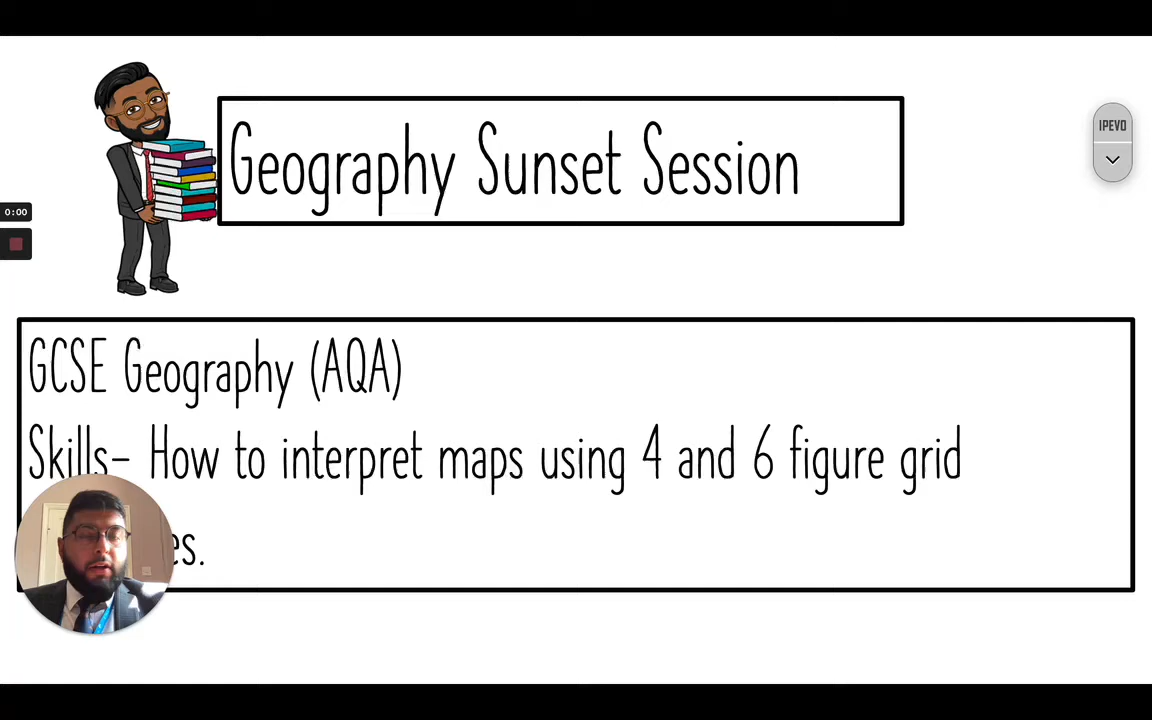 Geography Sunset Session
IPEVO
0:00
GCSE Geography (AQA)
Skills- How to interpret maps using 4 and 6 figure grid
es.